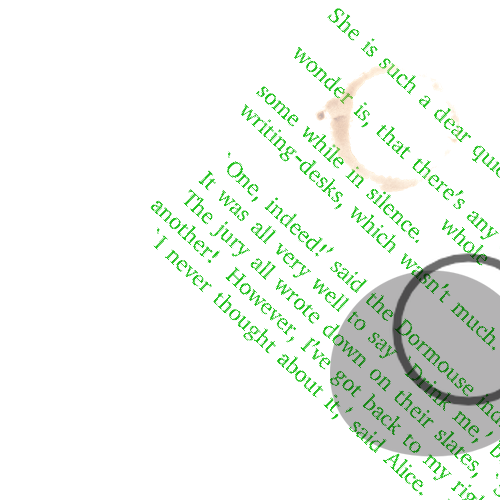 She is such a dear
wonder is, that there's any
whole
some while in silence.
writing-desks, which wasn't much.
`One, indeed!' said the Dormouse
It was all very well to say `Drink me,'
The jury all wrote down on their slates,
another! However, I've got back to my
`I never thought about it,' said Alice.